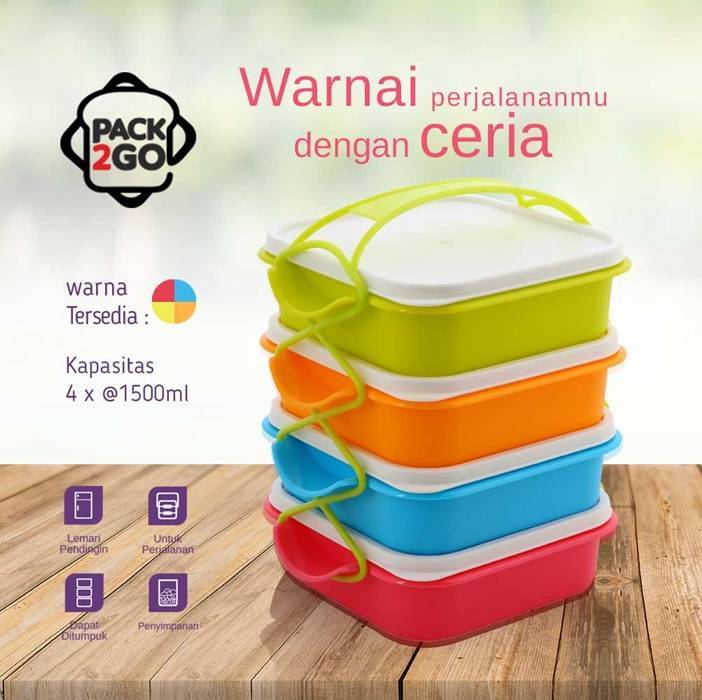 PACK
2GO
Warnai perjalananmu
dengan ceria
warna
Tersedia :
Kapasitas
4 x @1500ml
Lemari
Pendingin
Untuk
Perjalanan
Dapat
Ditumpuk
Penyimpanan